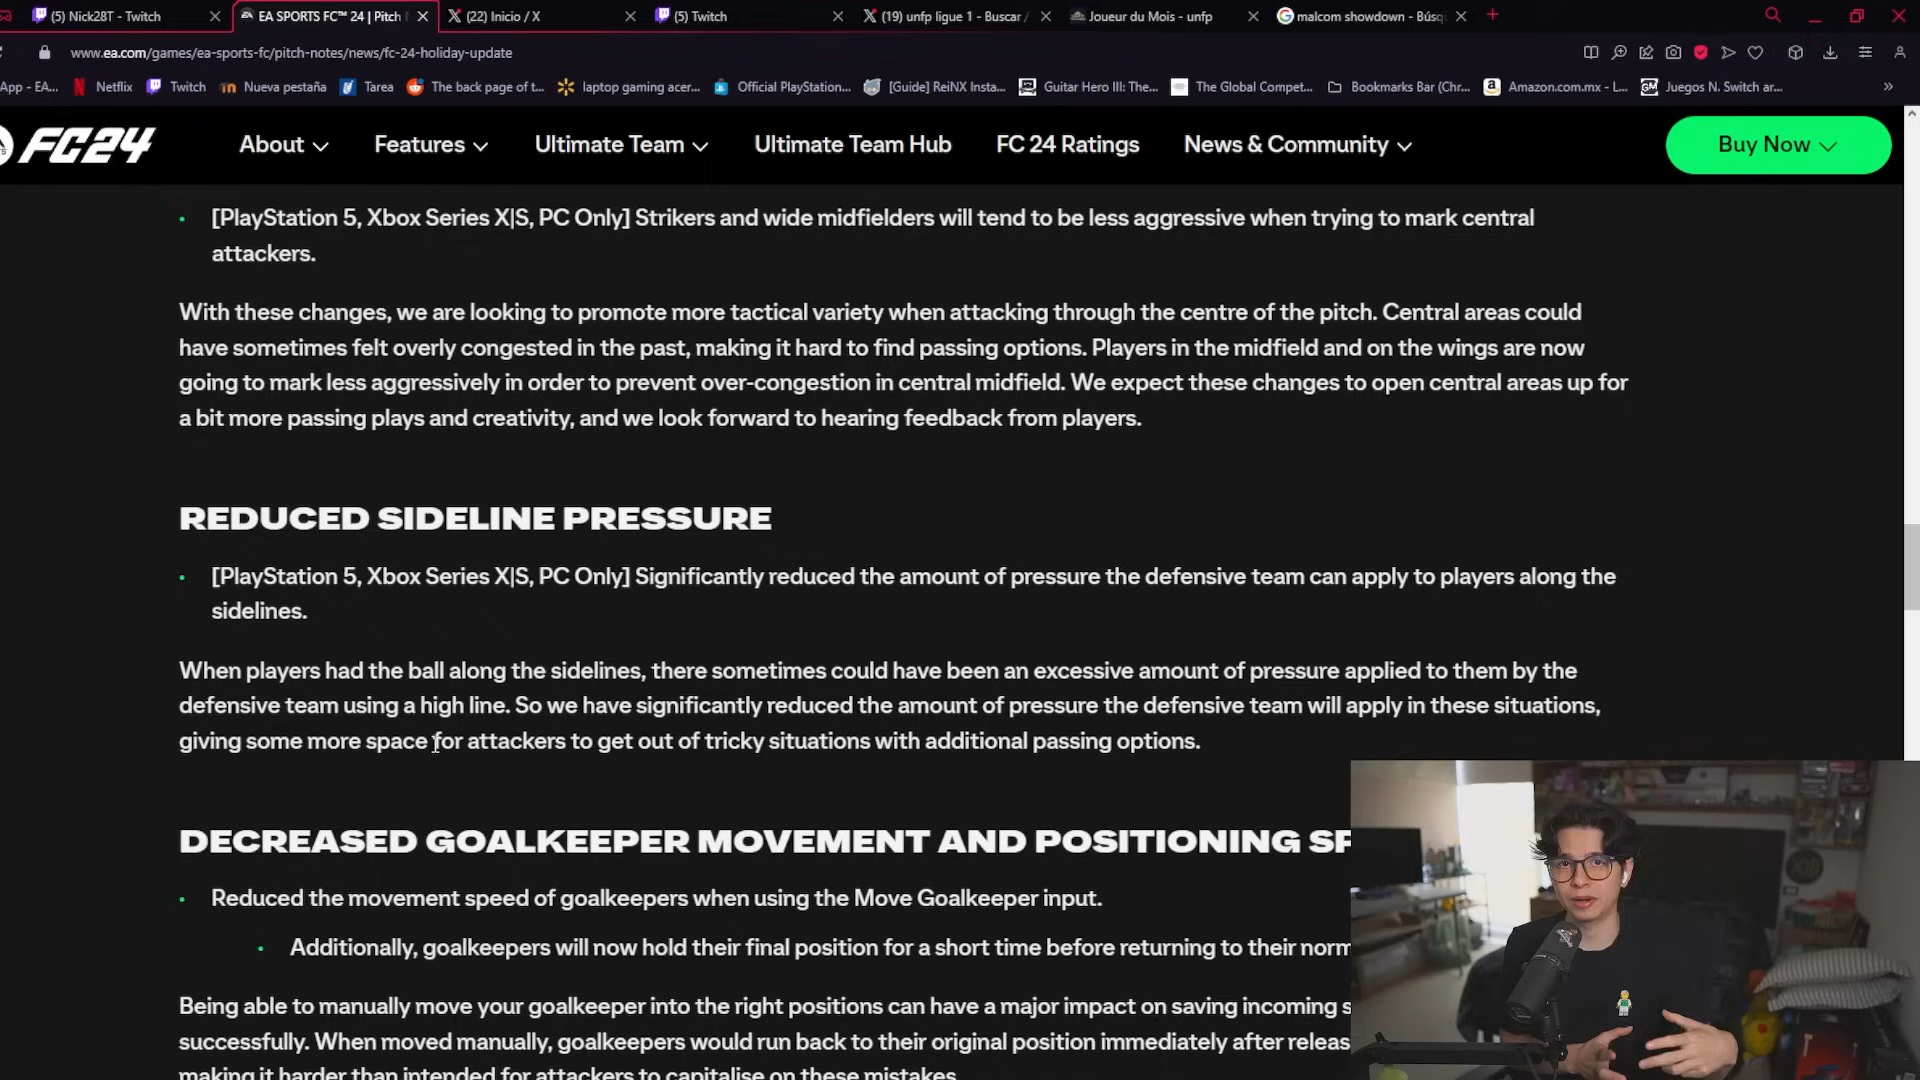 (5) Nick28T - Twitch
EA SPORTS FC™ 24 | Pitch
(22) Inicio / X
(5) Twitch
(19) unfp ligue 1 - Buscar /
Joueur du Mois - unfp
malcom showdown - Búsq
www.ea.com/games/ea-sports-fc/pitch-notes/news/fc-24-holiday-update
App - EA...
Netflix
Twitch
Nueva pestaña
Tarea
The back page of t...
laptop gaming acer...
Official PlayStation...
[Guide] ReiNX Insta...
Guitar Hero III: The...
The Global Compet...
Bookmarks Bar (Chr...
Amazon.com.mx - L...
Juegos N. Switch ar...
FC24
About
Features
Ultimate Team
Ultimate Team Hub
FC 24 Ratings
News & Community
Buy Now
• [PlayStation 5, Xbox Series X|S, PC Only] Strikers and wide midfielders will tend to be less aggressive when trying to mark central
attackers.
With these changes, we are looking to promote more tactical variety when attacking through the centre of the pitch. Central areas could
have sometimes felt overly congested in the past, making it hard to find passing options. Players in the midfield and on the wings are now
going to mark less aggressively in order to prevent over-congestion in central midfield. We expect these changes to open central areas up for
a bit more passing plays and creativity, and we look forward to hearing feedback from players.
REDUCED SIDELINE PRESSURE
• [PlayStation 5, Xbox Series X|S, PC Only] Significantly reduced the amount of pressure the defensive team can apply to players along the
sidelines.
When players had the ball along the sidelines, there sometimes could have been an excessive amount of pressure applied to them by the
defensive team using a high line. So we have significantly reduced the amount of pressure the defensive team will apply in these situations,
giving some more space for attackers to get out of tricky situations with additional passing options.
DECREASED GOALKEEPER MOVEMENT AND POSITIONING SP
• Reduced the movement speed of goalkeepers when using the Move Goalkeeper input.
• Additionally, goalkeepers will now hold their final position for a short time before returning to their norm
Being able to manually move your goalkeeper into the right positions can have a major impact on saving incoming s
successfully. When moved manually, goalkeepers would run back to their original position immediately after releas
making it harder than intended for attackers to capitalise on these mistakes.